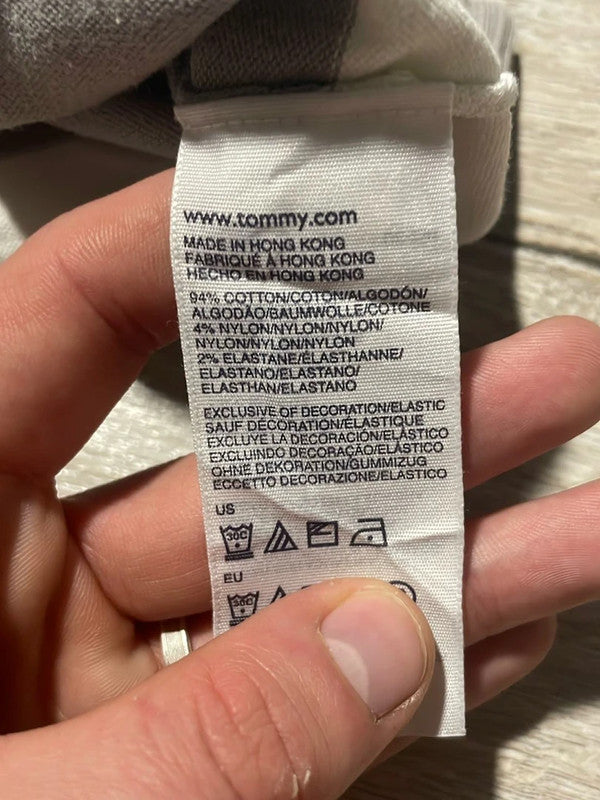 www.tommy.com
MADE IN HONG KONG
FABRIQUÉ À HONG KONG
HECHO EN HONG KONG
94% COTTON/COTON/ALGODÓN/
ALGODÃO/BAUMWOLLE/COTONE
4% NYLON/NYLON/NYLON/
NYLON/NYLON/NYLON
2% ELASTANE/ÉLASTHANNE/
ELASTANO/ELASTANO/
ELASTHAN/ELASTANO
EXCLUSIVE OF DECORATION/ELASTIC
SAUF DÉCORATION/ÉLASTIQUE
EXCLUYE LA DECORACIÓN/ELÁSTICO
EXCLUINDO DECORAÇÃO/ELÁSTICO
OHNE DEKORATION/GUMMIZUG
ECCETTO DECORAZIONE/ELASTICO
US
30C
EU
30C